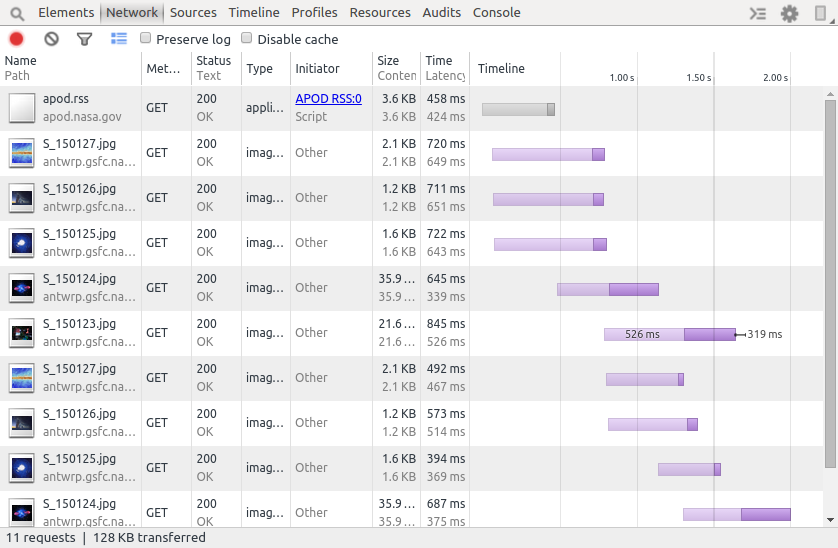 Elements Network Sources Timeline Profiles Resources Audits Console
Preserve log Disable cache
Name Met... Status Type Initiator Size Time Timeline
Path Text Conten Latency 1.00 s 1.50 s 2.00 s
apod.rss GET 200 appli... APOD RSS:0 3.6 KB 458 ms
apod.nasa.gov OK Script 3.6 KB 424 ms
S_150127.jpg GET 200 imag... Other 2.1 KB 720 ms
antwrp.gsfc.na... OK 2.1 KB 649 ms
S_150126.jpg GET 200 imag... Other 1.2 KB 711 ms
antwrp.gsfc.na... OK 1.2 KB 651 ms
S_150125.jpg GET 200 imag... Other 1.6 KB 722 ms
antwrp.gsfc.na... OK 1.6 KB 643 ms
S_150124.jpg GET 200 imag... Other 35.9 ... 645 ms
antwrp.gsfc.na... OK 35.9 ... 339 ms
S_150123.jpg GET 200 imag... Other 21.6 ... 845 ms 526 ms 319 ms
antwrp.gsfc.na... OK 21.6 ... 526 ms
S_150127.jpg GET 200 imag... Other 2.1 KB 492 ms
antwrp.gsfc.na... OK 2.1 KB 467 ms
S_150126.jpg GET 200 imag... Other 1.2 KB 573 ms
antwrp.gsfc.na... OK 1.2 KB 514 ms
S_150125.jpg GET 200 imag... Other 1.6 KB 394 ms
antwrp.gsfc.na... OK 1.6 KB 369 ms
S_150124.jpg GET 200 imag... Other 35.9 ... 687 ms
antwrp.gsfc.na... OK 35.9 ... 375 ms
11 requests | 128 KB transferred